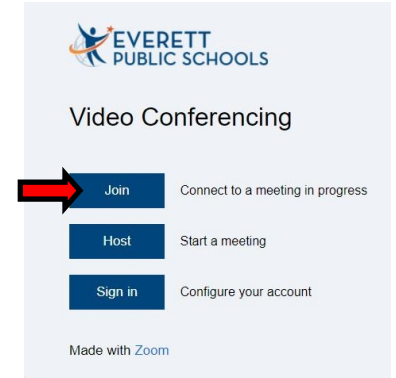 EVERETT
PUBLIC SCHOOLS
Video Conferencing
Join Connect to a meeting in progress
Host Start a meeting
Sign in Configure your account
Made with Zoom